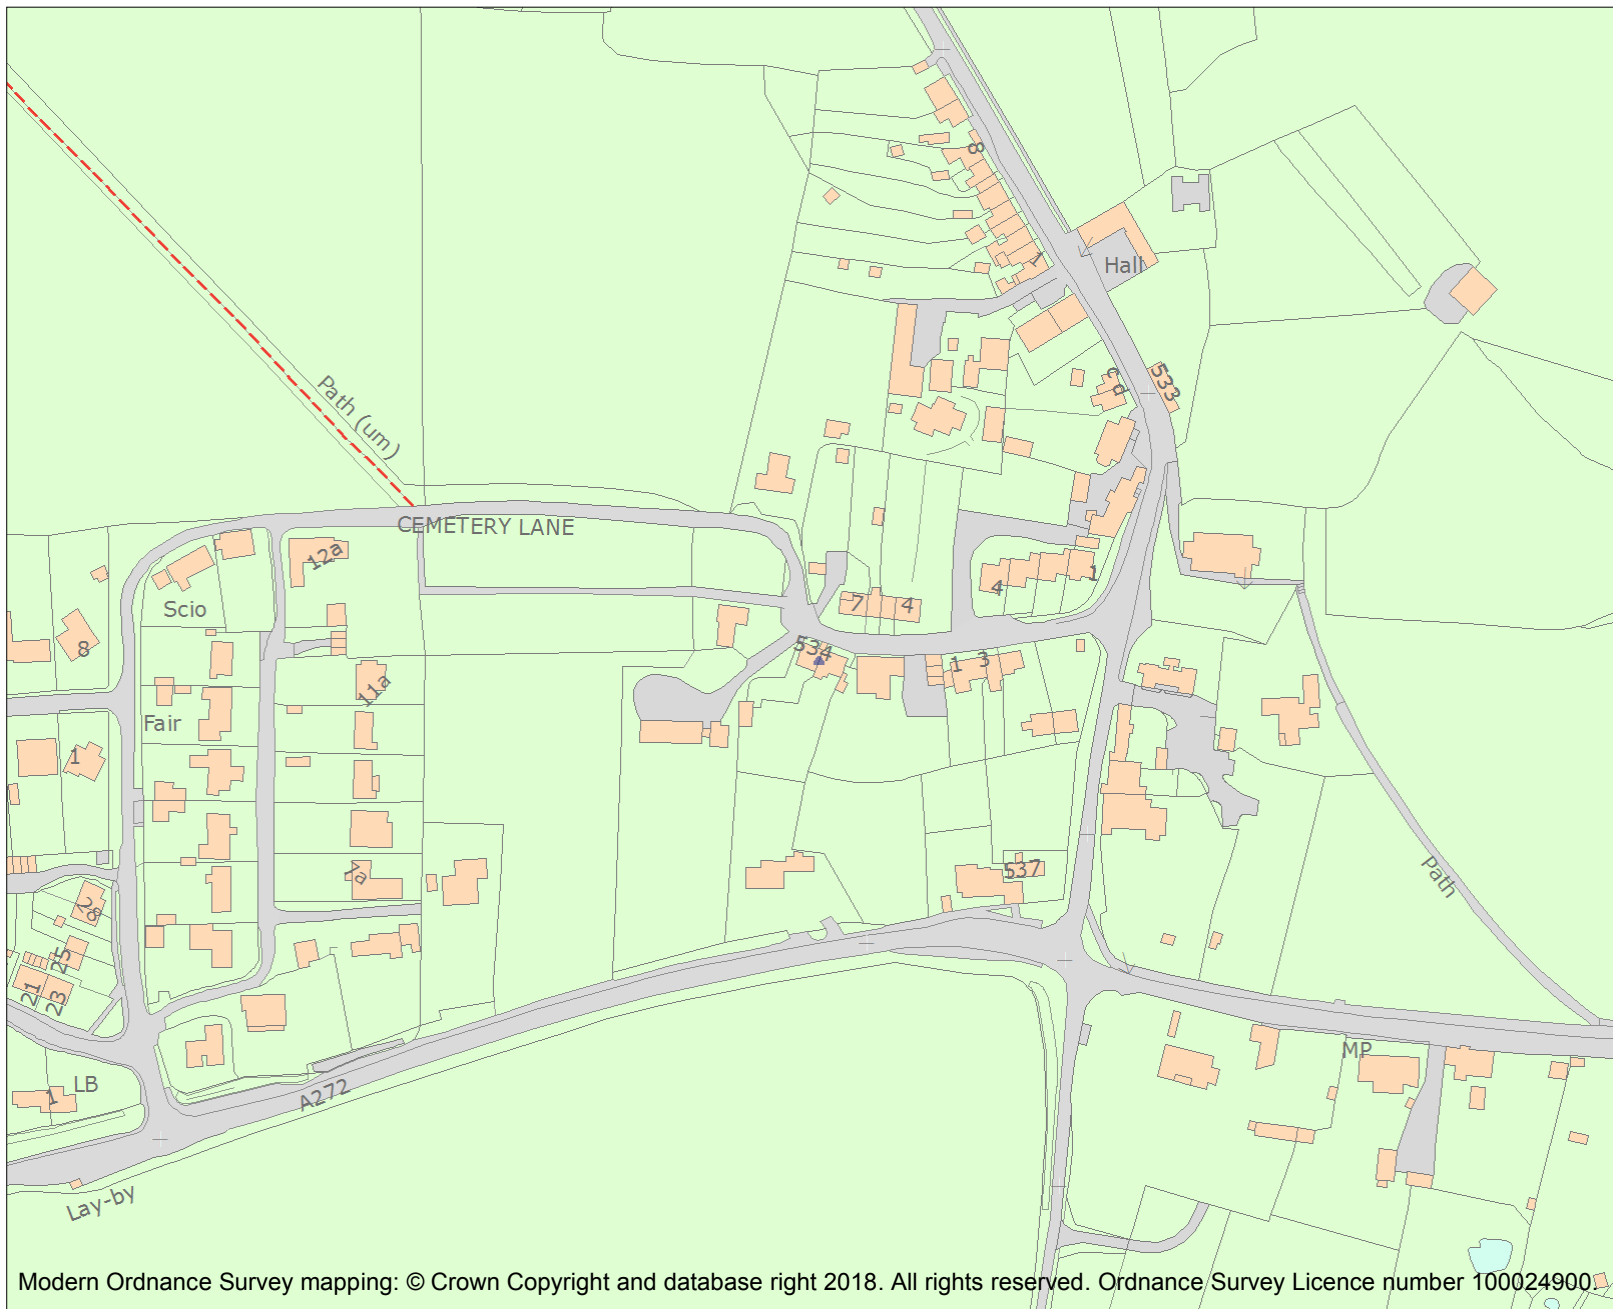 8
1
Hall
533
c d
Path (um)
CEMETERY LANE
12a
4
1
Scio
7
4
8
534
1
3
11a
Fair
1
7a
537
Path
28
25
21
23
MP
LB
1
A272
Lay-by
Modern Ordnance Survey mapping: © Crown Copyright and database right 2018. All rights reserved. Ordnance Survey Licence number 100024900.